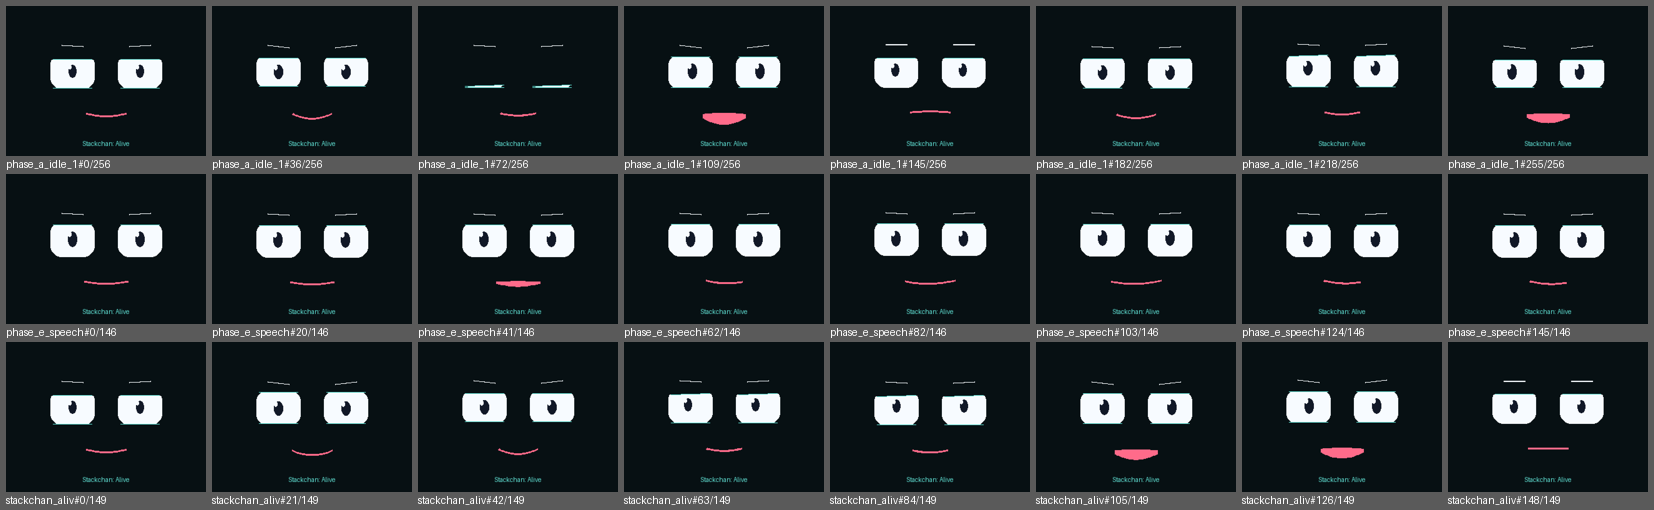 Stackchan: Alive Stackchan: Alive Stackchan: Alive Stackchan: Alive Stackchan: Alive Stackchan: Alive Stackchan: Alive Stackchan: Alive
phase_a_idle_1#0/256 phase_a_idle_1#36/256 phase_a_idle_1#72/256 phase_a_idle_1#109/256 phase_a_idle_1#145/256 phase_a_idle_1#182/256 phase_a_idle_1#218/256 phase_a_idle_1#255/256
Stackchan: Alive Stackchan: Alive Stackchan: Alive Stackchan: Alive Stackchan: Alive Stackchan: Alive Stackchan: Alive Stackchan: Alive
phase_e_speech#0/146 phase_e_speech#20/146 phase_e_speech#41/146 phase_e_speech#62/146 phase_e_speech#82/146 phase_e_speech#103/146 phase_e_speech#124/146 phase_e_speech#145/146
Stackchan: Alive Stackchan: Alive Stackchan: Alive Stackchan: Alive Stackchan: Alive Stackchan: Alive Stackchan: Alive Stackchan: Alive
stackchan_aliv#0/149 stackchan_aliv#21/149 stackchan_aliv#42/149 stackchan_aliv#63/149 stackchan_aliv#84/149 stackchan_aliv#105/149 stackchan_aliv#126/149 stackchan_aliv#148/149